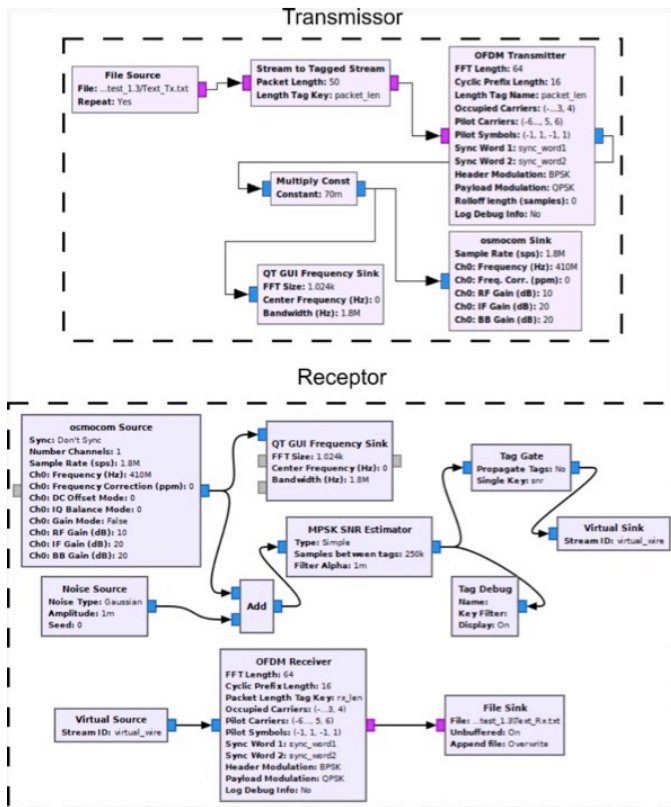 Transmissor
File Source
File: ...test_1.3/Text_Tx.txt
Repeat: Yes
Stream to Tagged Stream
Packet Length: 50
Length Tag Key: packet_len
OFDM Transmitter
FFT Length: 64
Cyclic Prefix Length: 16
Length Tag Name: packet_len
Occupied Carriers: (-...3, 4)
Pilot Carriers: (-6..., 5, 6)
Pilot Symbols: (-1, 1, -1, 1)
Sync Word 1: sync_word1
Sync Word 2: sync_word2
Header Modulation: BPSK
Payload Modulation: QPSK
Rolloff length (samples): 0
Log Debug Info: No
Multiply Const
Constant: 70m
QT GUI Frequency Sink
FFT Size: 1.024k
Center Frequency (Hz): 0
Bandwidth (Hz): 1.8M
osmocom Sink
Sample Rate (sps): 1.8M
Ch0: Frequency (Hz): 410M
Ch0: Freq. Corr. (ppm): 0
Ch0: RF Gain (dB): 10
Ch0: IF Gain (dB): 20
Ch0: BB Gain (dB): 20
Receptor
osmocom Source
Sync: Don't Sync
Number Channels: 1
Sample Rate (sps): 1.8M
Ch0: Frequency (Hz): 410M
Ch0: Frequency Correction (ppm): 0
Ch0: DC Offset Mode: 0
Ch0: IQ Balance Mode: 0
Ch0: Gain Mode: False
Ch0: RF Gain (dB): 10
Ch0: IF Gain (dB): 20
Ch0: BB Gain (dB): 20
QT GUI Frequency Sink
FFT Size: 1.024k
Center Frequency (Hz): 0
Bandwidth (Hz): 1.8M
Tag Gate
Propagate Tags: No
Single Key: snr
MPSK SNR Estimator
Type: Simple
Samples between tags: 250k
Filter Alpha: 1m
Virtual Sink
Stream ID: virtual_wire
Noise Source
Noise Type: Gaussian
Amplitude: 1m
Seed: 0
Add
Tag Debug
Name:
Key Filter:
Display: On
Virtual Source
Stream ID: virtual_wire
OFDM Receiver
FFT Length: 64
Cyclic Prefix Length: 16
Packet Length Tag Key: rx_len
Occupied Carriers: (-...3, 4)
Pilot Carriers: (-6..., 5, 6)
Pilot Symbols: (-1, 1, -1, 1)
Sync Word 1: sync_word1
Sync Word 2: sync_word2
Header Modulation: BPSK
Payload Modulation: QPSK
Log Debug Info: No
File Sink
File: ...test_1.3\Text_Rx.txt
Unbuffered: On
Append file: Overwrite